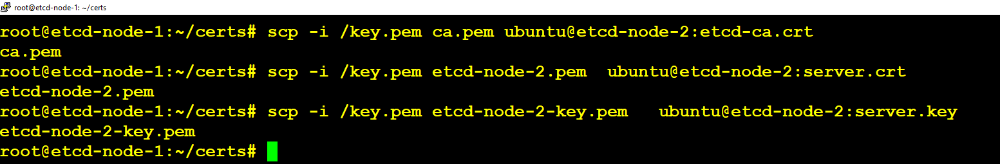 root@etcd-node-1: ~/certs
root@etcd-node-1:~/certs# scp -i /key.pem ca.pem ubuntu@etcd-node-2:etcd-ca.crt
ca.pem
root@etcd-node-1:~/certs# scp -i /key.pem etcd-node-2.pem  ubuntu@etcd-node-2:server.crt
etcd-node-2.pem
root@etcd-node-1:~/certs# scp -i /key.pem etcd-node-2-key.pem   ubuntu@etcd-node-2:server.key
etcd-node-2-key.pem
root@etcd-node-1:~/certs#